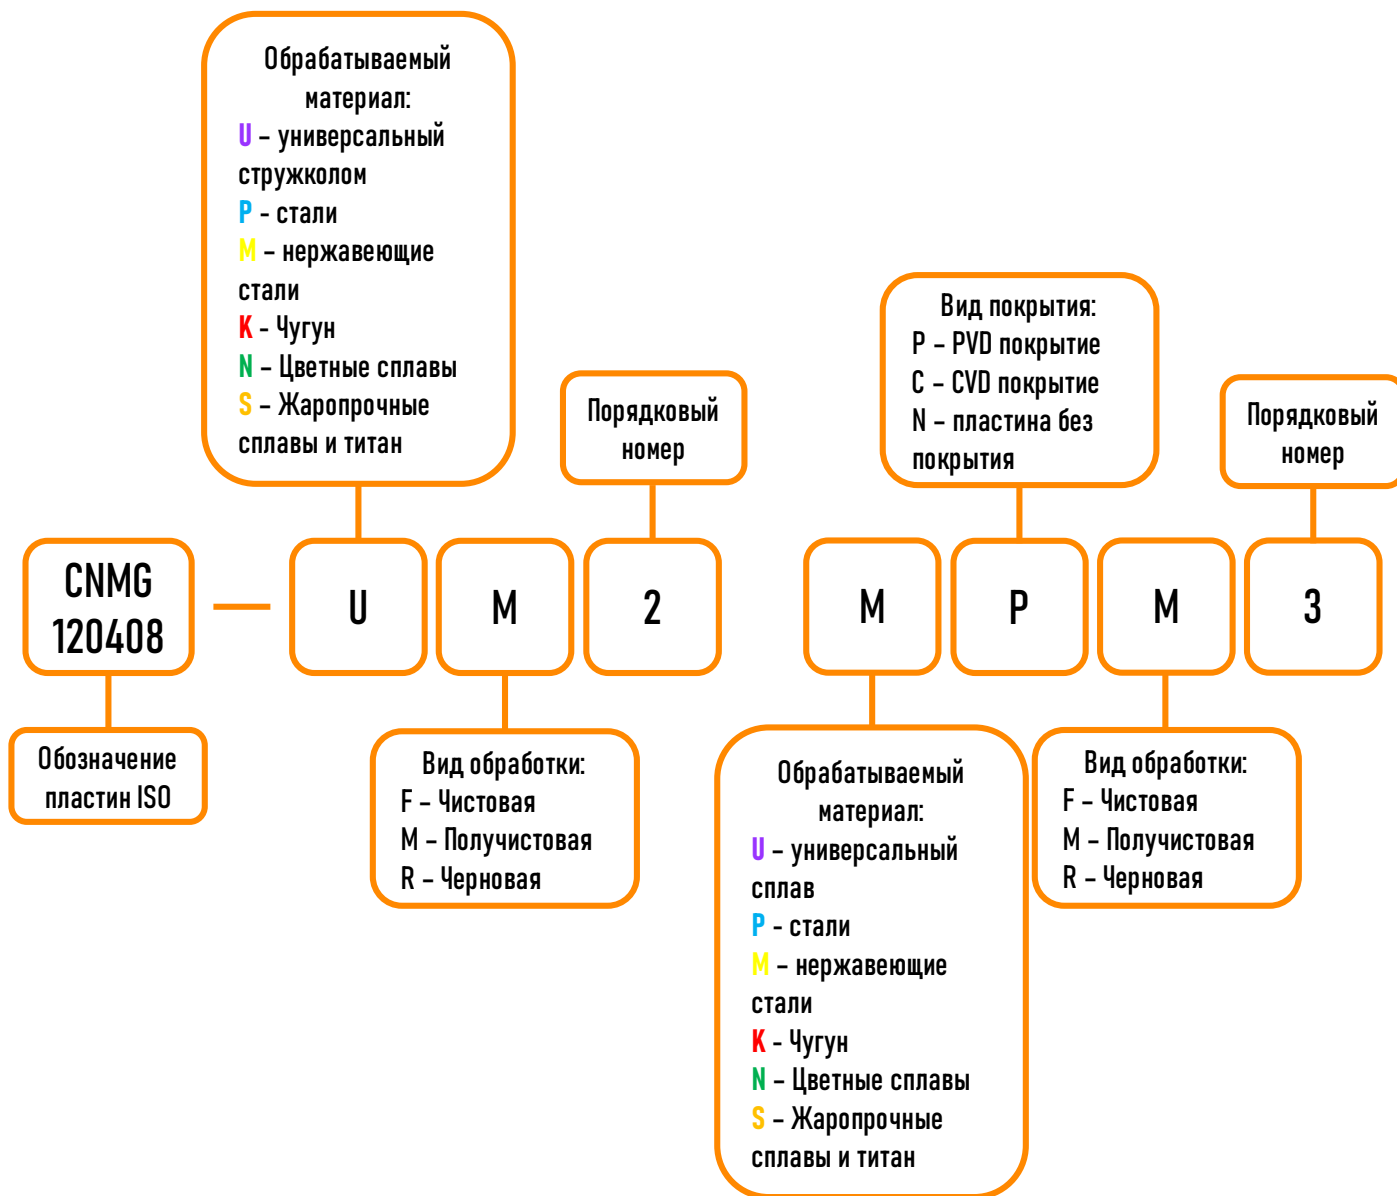 Обрабатываемый
материал:
U – универсальный
стружколом
P - стали
M – нержавеющие
стали
K - Чугун
N – Цветные сплавы
S – Жаропрочные
сплавы и титан
Порядковый
номер
Вид покрытия:
P – PVD покрытие
C – CVD покрытие
N – пластина без
покрытия
Порядковый
номер
CNMG
120408
—
U
M
2
M
P
M
3
Обозначение
пластин ISO
Вид обработки:
F – Чистовая
M – Получистовая
R – Черновая
Обрабатываемый
материал:
U – универсальный
сплав
P - стали
M – нержавеющие
стали
K - Чугун
N – Цветные сплавы
S – Жаропрочные
сплавы и титан
Вид обработки:
F – Чистовая
M – Получистовая
R – Черновая